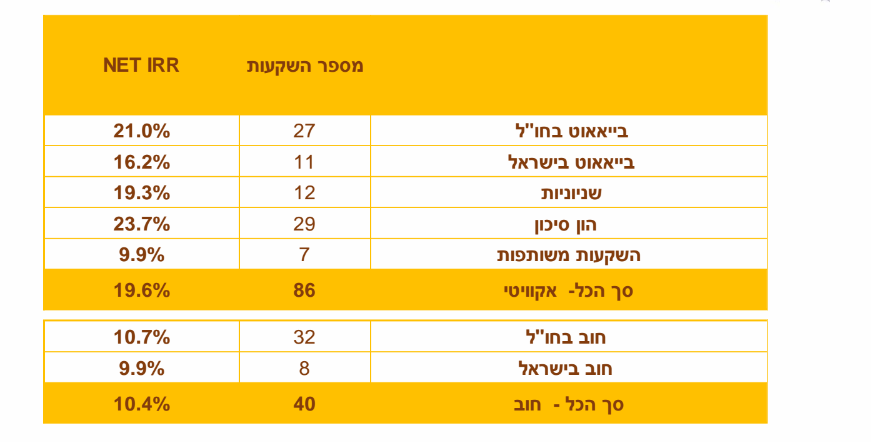 מספר השקעות NET IRR
בייאאוט בחו"ל 27 21.0%
בייאאוט בישראל 11 16.2%
שניוניות 12 19.3%
הון סיכון 29 23.7%
השקעות משותפות 7 9.9%
סך הכל- אקוויטי 86 19.6%
חוב בחו"ל 32 10.7%
חוב בישראל 8 9.9%
סך הכל - חוב 40 10.4%